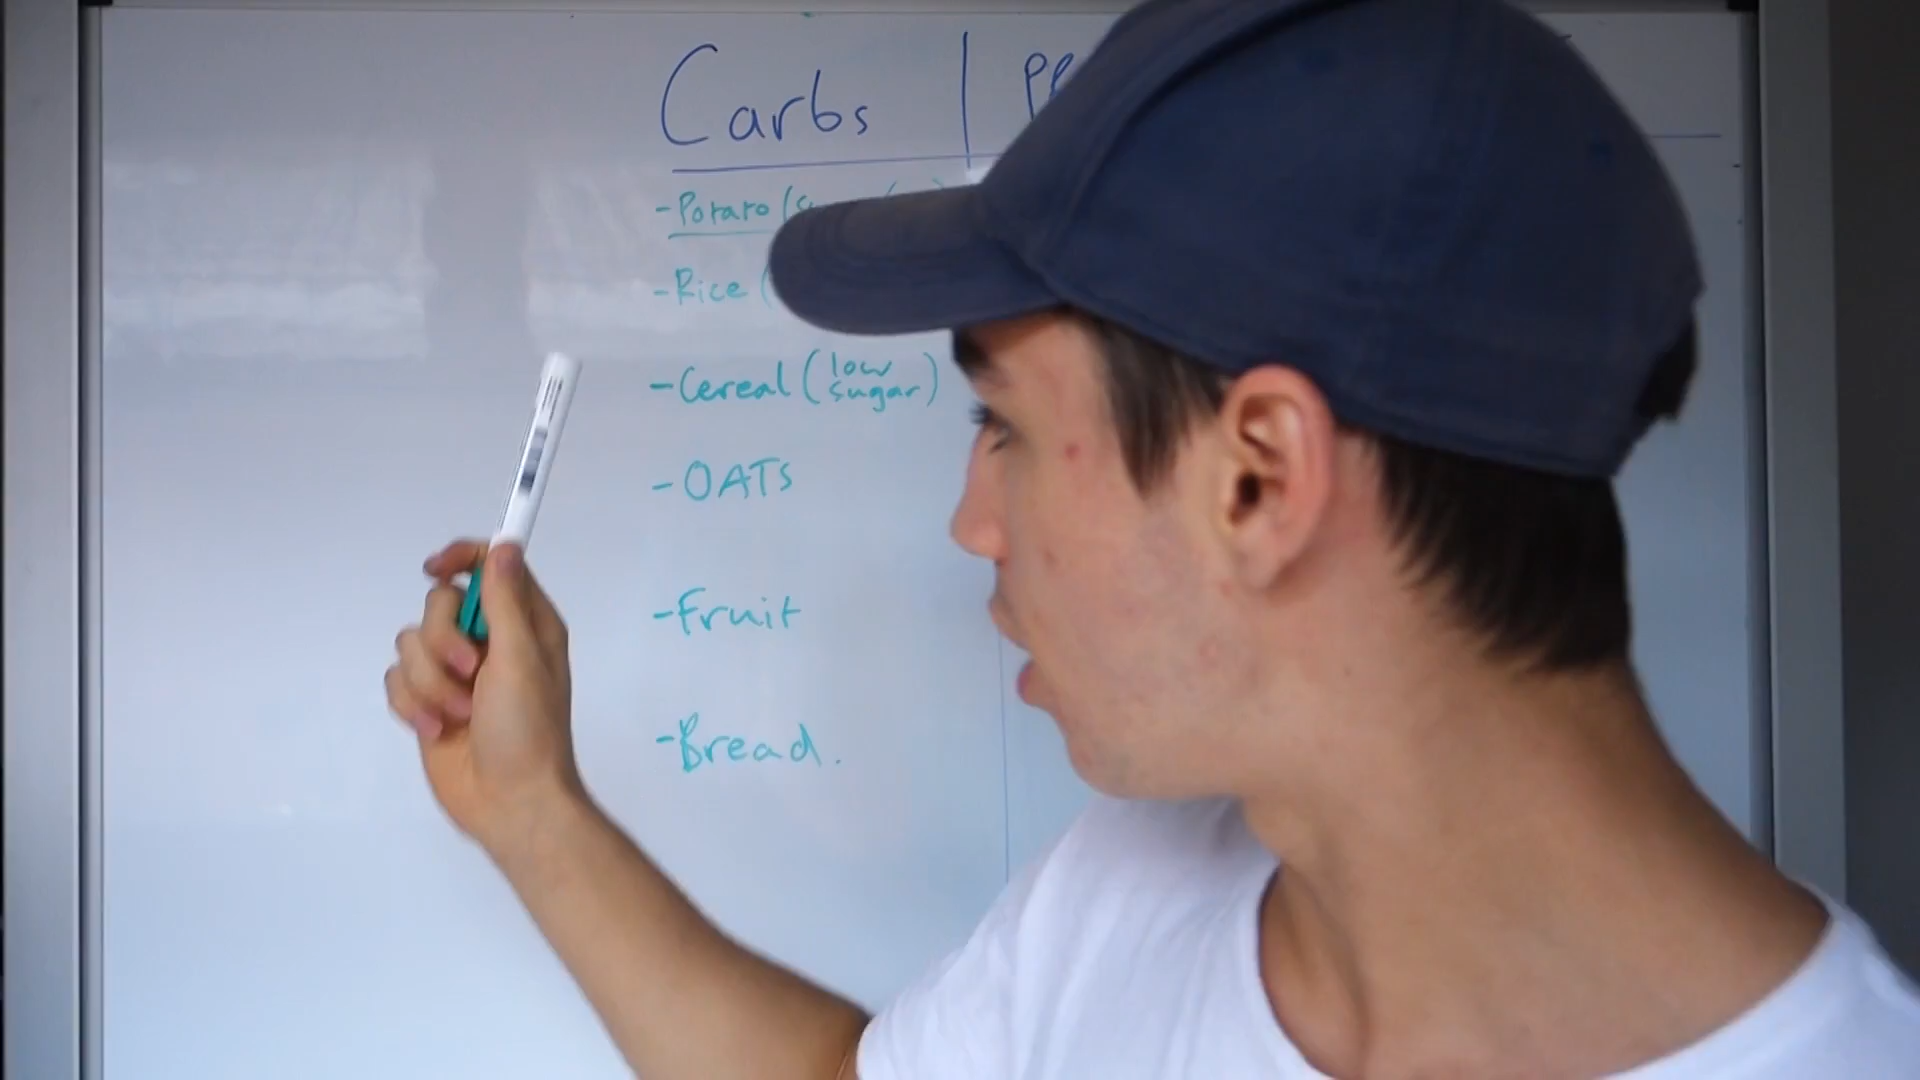 Carbs |
-Potato
-Rice
-Cereal (low sugar)
-OATs
-Fruit
-Bread.